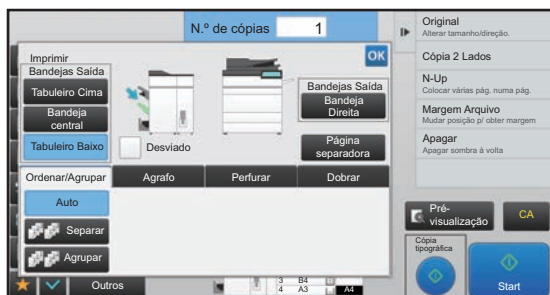 N.º de cópias 1
Imprimir
OK
Bandejas Saída
Tabuleiro Cima
Bandeja
central
Tabuleiro Baixo
Desviado
Bandejas Saída
Bandeja
Direita
Página
separadora
Ordenar/Agrupar
Agrafo
Perfurar
Dobrar
Auto
Separar
Agrupar
Outros
3 B4
4 A3
A4
Original
Alterar tamanho/direção.
Cópia 2 Lados
N-Up
Colocar várias pág. numa pág.
Margem Arquivo
Mudar posição p/ obter margem
Apagar
Apagar sombra à volta
Pré-
visualização
CA
Cópia
tipográfica
Start